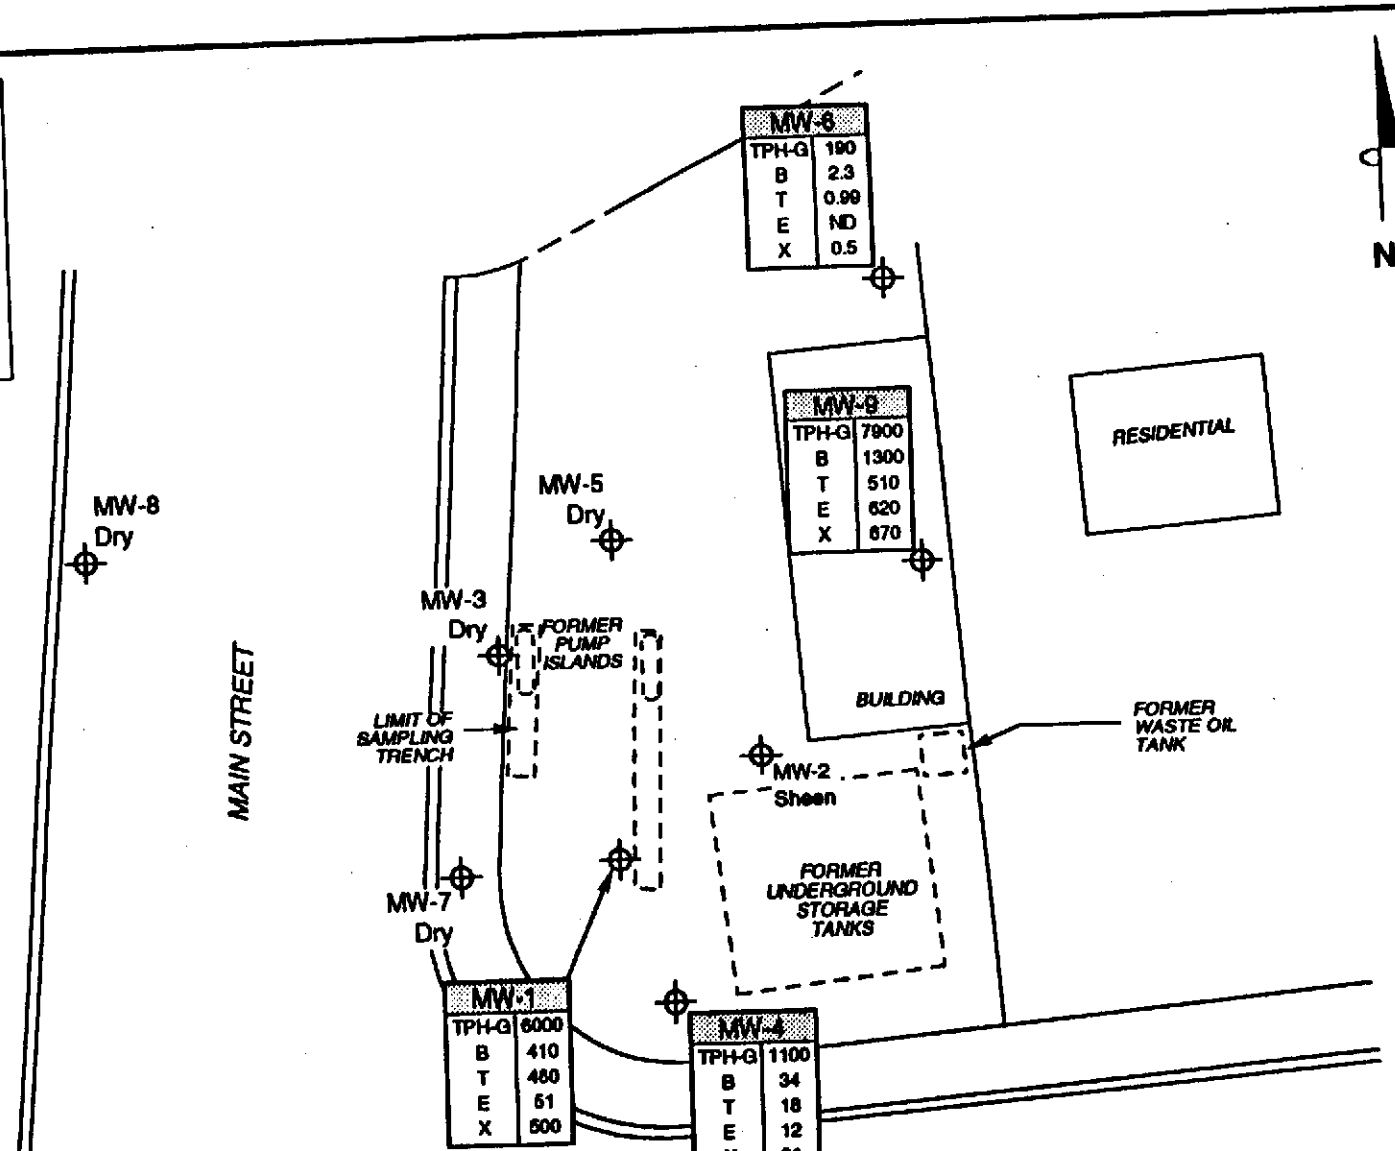 MW-6
TPH-G 190
B 2.3
T 0.99
E ND
X 0.5
N
MW-9
TPH-G 7900
B 1300
T 510
E 620
X 670
RESIDENTIAL
MW-8
Dry
MW-5
Dry
MW-3
Dry
FORMER
PUMP
ISLANDS
MAIN STREET
LIMIT OF
SAMPLING
TRENCH
BUILDING
FORMER
WASTE OIL
TANK
MW-2
Sheen
FORMER
UNDERGROUND
STORAGE
TANKS
MW-7
Dry
MW-1
TPH-G 6000
B 410
T 460
E 51
X 500
MW-4
TPH-G 1100
B 34
T 18
E 12